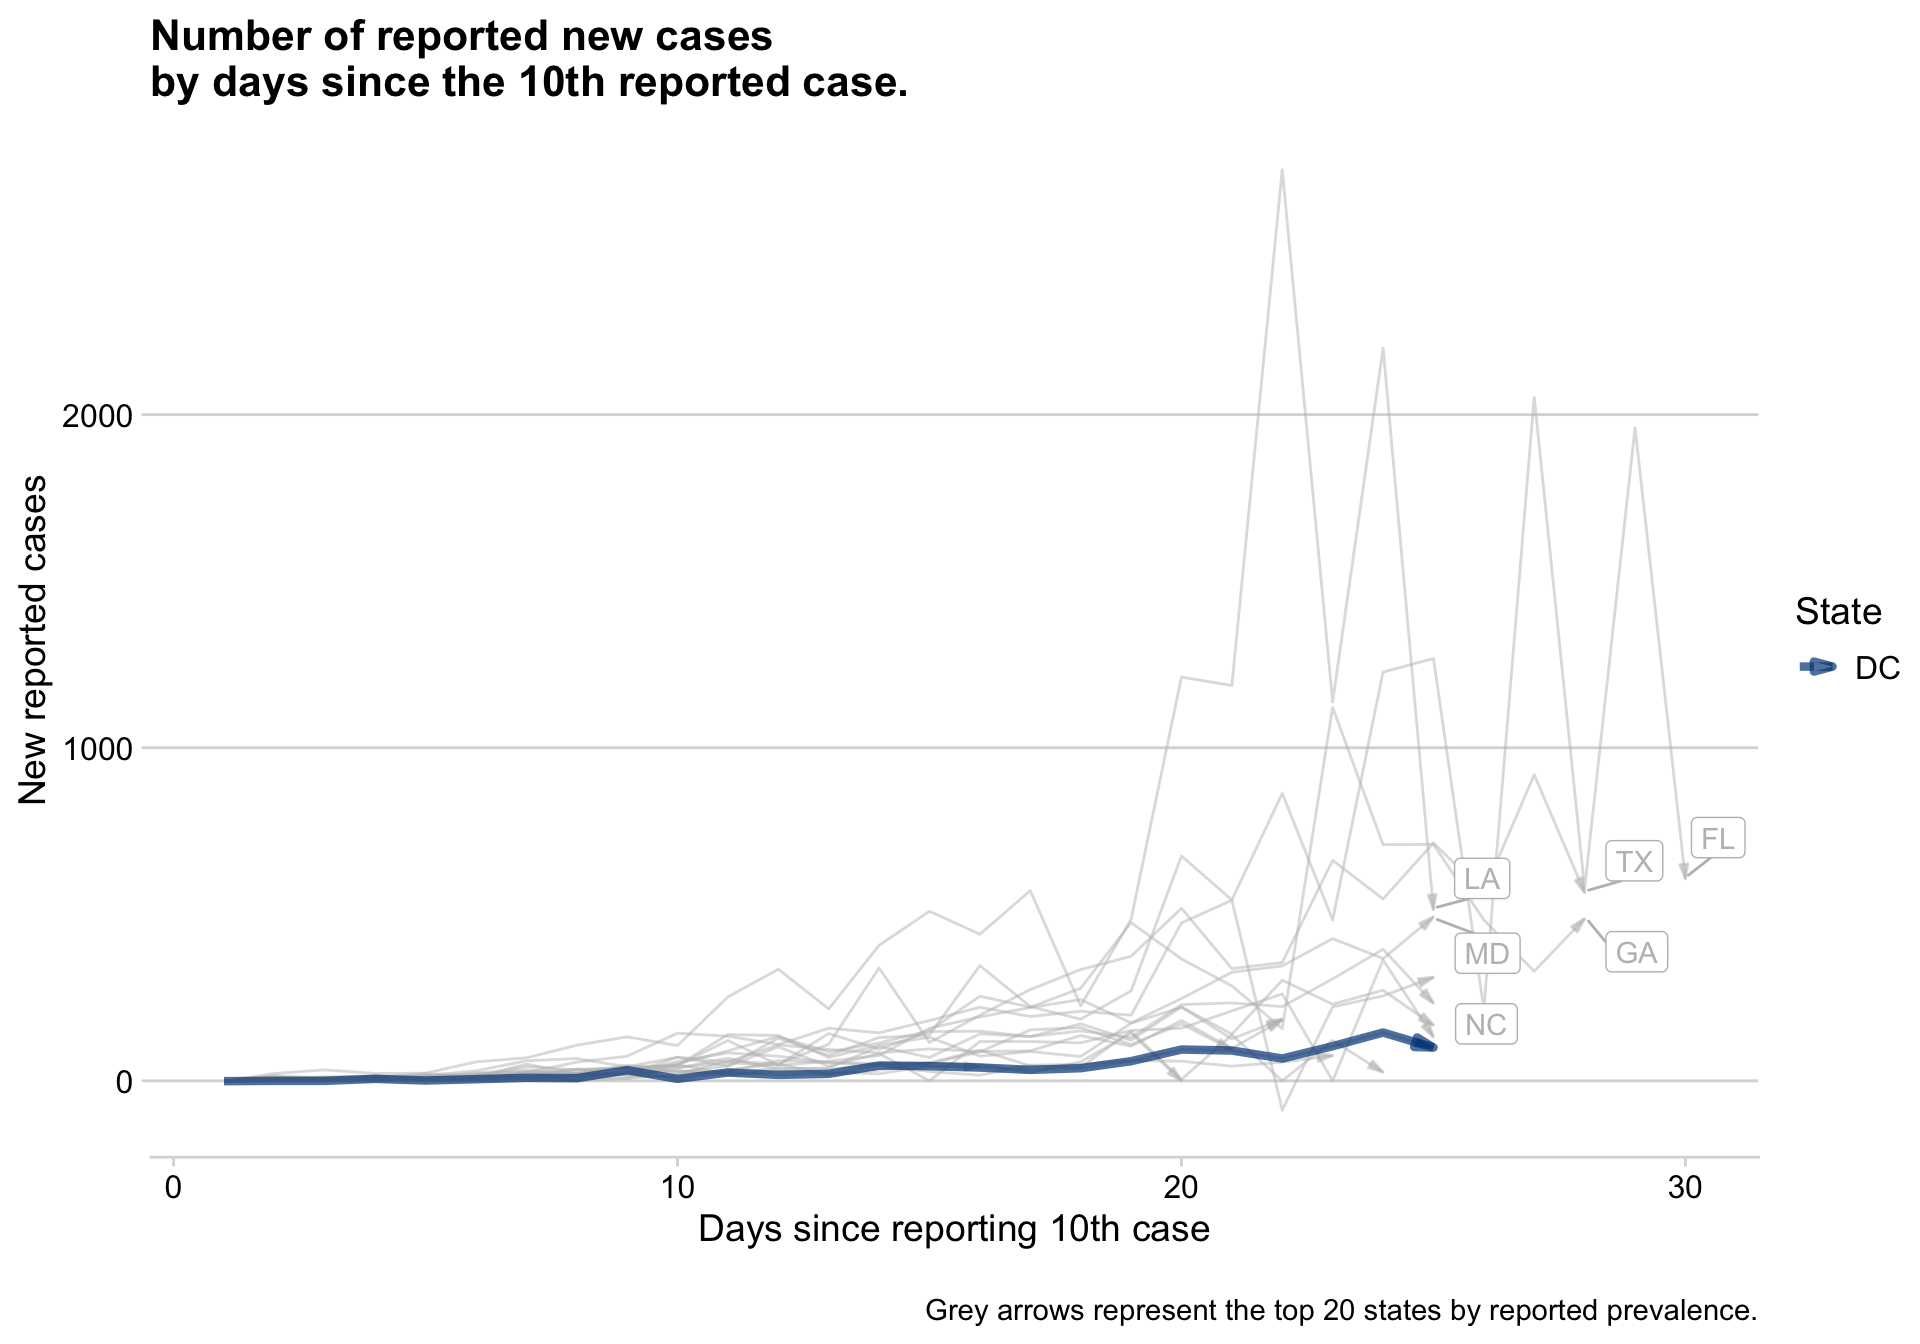 Number of reported new cases
by days since the 10th reported case.
New reported cases
2000
1000
0
LA
TX
FL
MD
GA
NC
State
DC
0
10
20
30
Days since reporting 10th case
Grey arrows represent the top 20 states by reported prevalence.